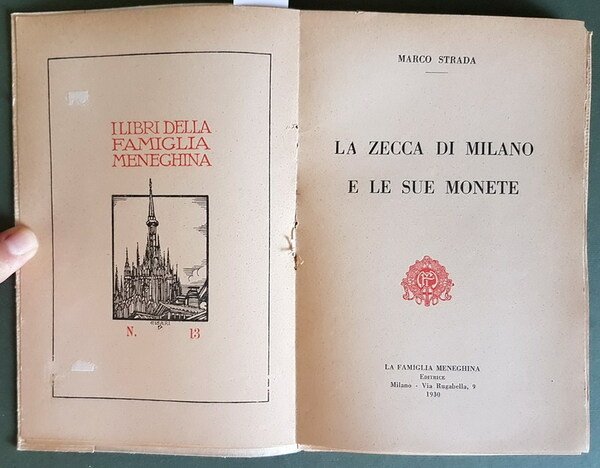 I LIBRI DELLA
FAMIGLIA
MENEGHINA
CISARI
N. 13
MARCO STRADA
LA ZECCA DI MILANO
E LE SUE MONETE
LA FAMIGLIA MENEGHINA
EDITRICE
Milano - Via Rugabella, 9
1930